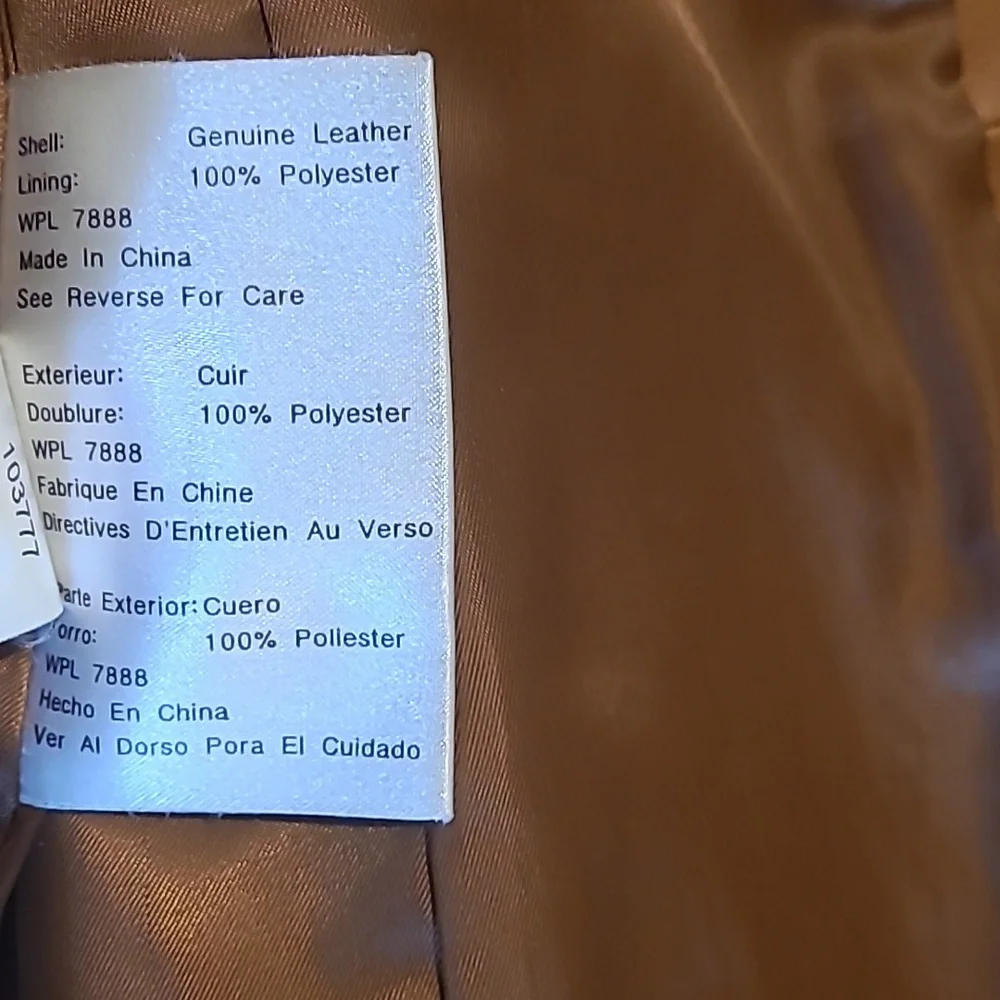 Shell: Genuine Leather
Lining: 100% Polyester
WPL 7888
Made In China
See Reverse For Care
Exterieur: Cuir
Doublure: 100% Polyester
WPL 7888
Fabrique En Chine
Directives D'Entretien Au Verso
Parte Exterior: Cuero
orro: 100% Poliester
WPL 7888
Hecho En China
Ver Al Dorso Pora El Cuidado
103777